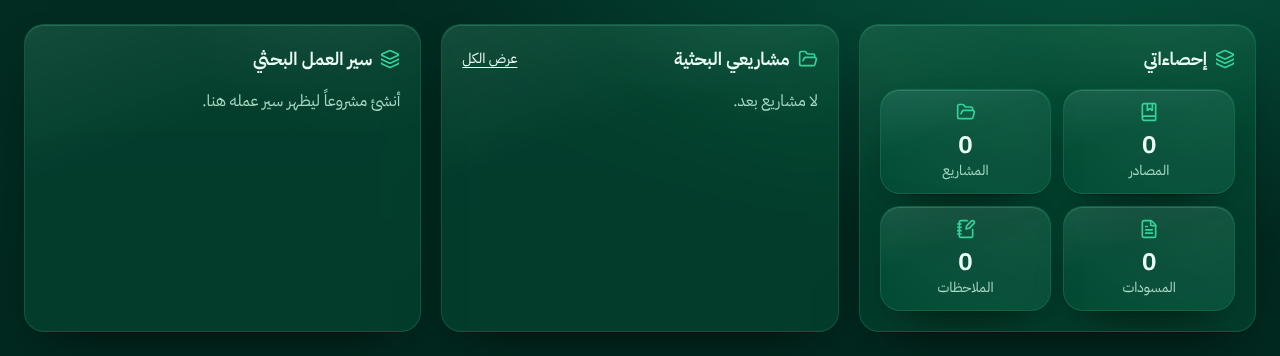 إحصاءاتي
0
المصادر
0
المشاريع
0
المسودات
0
الملاحظات
مشاريعي البحثية
عرض الكل
لا مشاريع بعد.
سير العمل البحثي
أنشئ مشروعاً ليظهر سير عمله هنا.